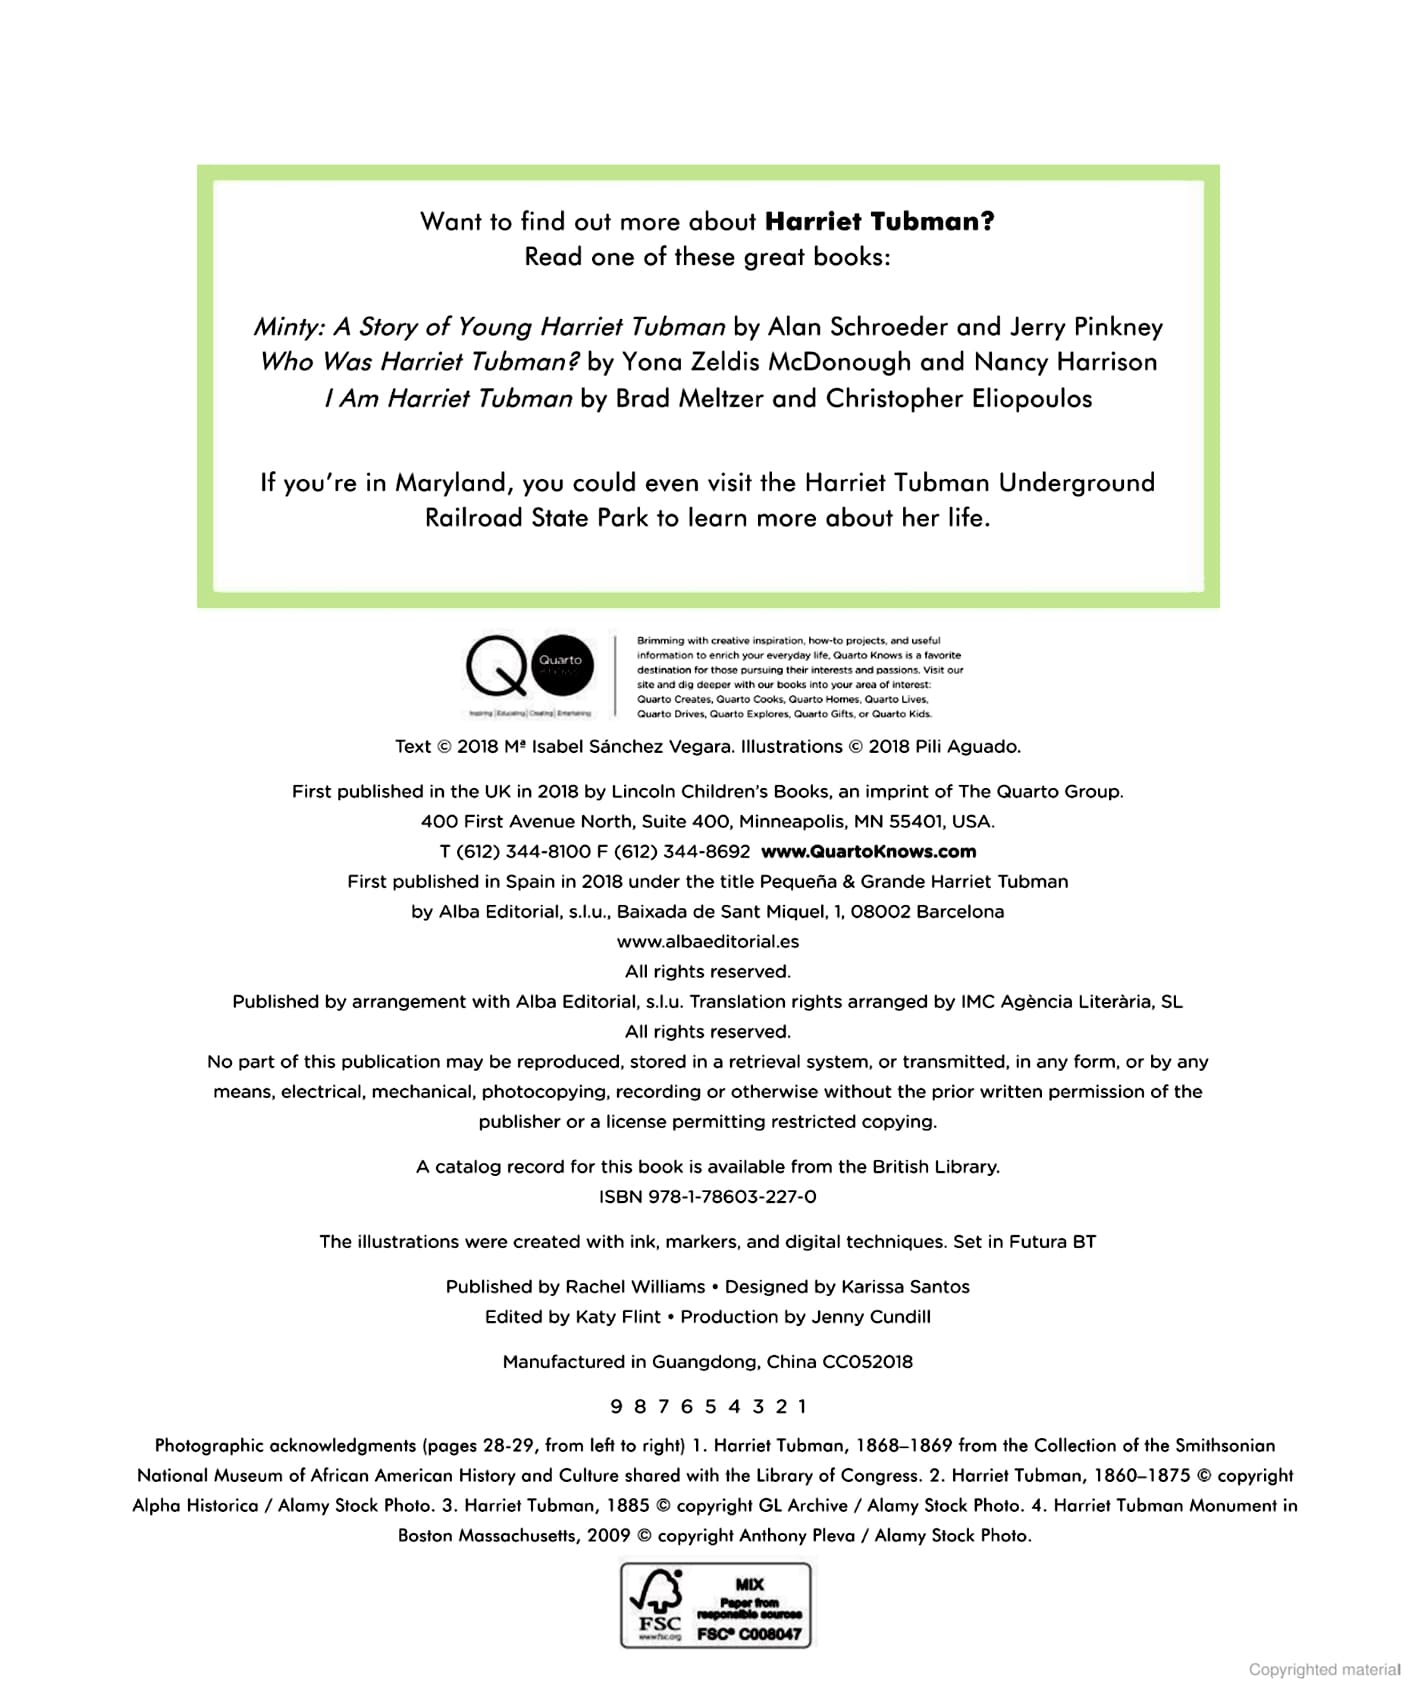 Want to find out more about Harriet Tubman?
Read one of these great books:
Minty: A Story of Young Harriet Tubman by Alan Schroeder and Jerry Pinkney
Who Was Harriet Tubman? by Yona Zeldis McDonough and Nancy Harrison
I Am Harriet Tubman by Brad Meltzer and Christopher Eliopoulos
If you're in Maryland, you could even visit the Harriet Tubman Underground
Railroad State Park to learn more about her life.
Quarto
Inspiring | Educating | Creating | Entertaining
Brimming with creative inspiration, how-to projects, and useful
information to enrich your everyday life, Quarto Knows is a favorite
destination for those pursuing their interests and passions. Visit our
site and dig deeper with our books into your area of interest:
Quarto Creates, Quarto Cooks, Quarto Homes, Quarto Lives,
Quarto Drives, Quarto Explores, Quarto Gifts, or Quarto Kids.
Text © 2018 Mª Isabel Sánchez Vegara. Illustrations © 2018 Pili Aguado.
First published in the UK in 2018 by Lincoln Children's Books, an imprint of The Quarto Group.
400 First Avenue North, Suite 400, Minneapolis, MN 55401, USA.
T (612) 344-8100 F (612) 344-8692 www.QuartoKnows.com
First published in Spain in 2018 under the title Pequeña & Grande Harriet Tubman
by Alba Editorial, s.l.u., Baixada de Sant Miquel, 1, 08002 Barcelona
www.albaeditorial.es
All rights reserved.
Published by arrangement with Alba Editorial, s.l.u. Translation rights arranged by IMC Agència Literària, SL
All rights reserved.
No part of this publication may be reproduced, stored in a retrieval system, or transmitted, in any form, or by any
means, electrical, mechanical, photocopying, recording or otherwise without the prior written permission of the
publisher or a license permitting restricted copying.
A catalog record for this book is available from the British Library.
ISBN 978-1-78603-227-0
The illustrations were created with ink, markers, and digital techniques. Set in Futura BT
Published by Rachel Williams • Designed by Karissa Santos
Edited by Katy Flint • Production by Jenny Cundill
Manufactured in Guangdong, China CC052018
9 8 7 6 5 4 3 2 1
Photographic acknowledgments (pages 28-29, from left to right) 1. Harriet Tubman, 1868–1869 from the Collection of the Smithsonian
National Museum of African American History and Culture shared with the Library of Congress. 2. Harriet Tubman, 1860–1875 © copyright
Alpha Historica / Alamy Stock Photo. 3. Harriet Tubman, 1885 © copyright GL Archive / Alamy Stock Photo. 4. Harriet Tubman Monument in
Boston Massachusetts, 2009 © copyright Anthony Pleva / Alamy Stock Photo.
FSC
www.fsc.org
MIX
Paper from
responsible sources
FSC® C008047
Copyrighted material